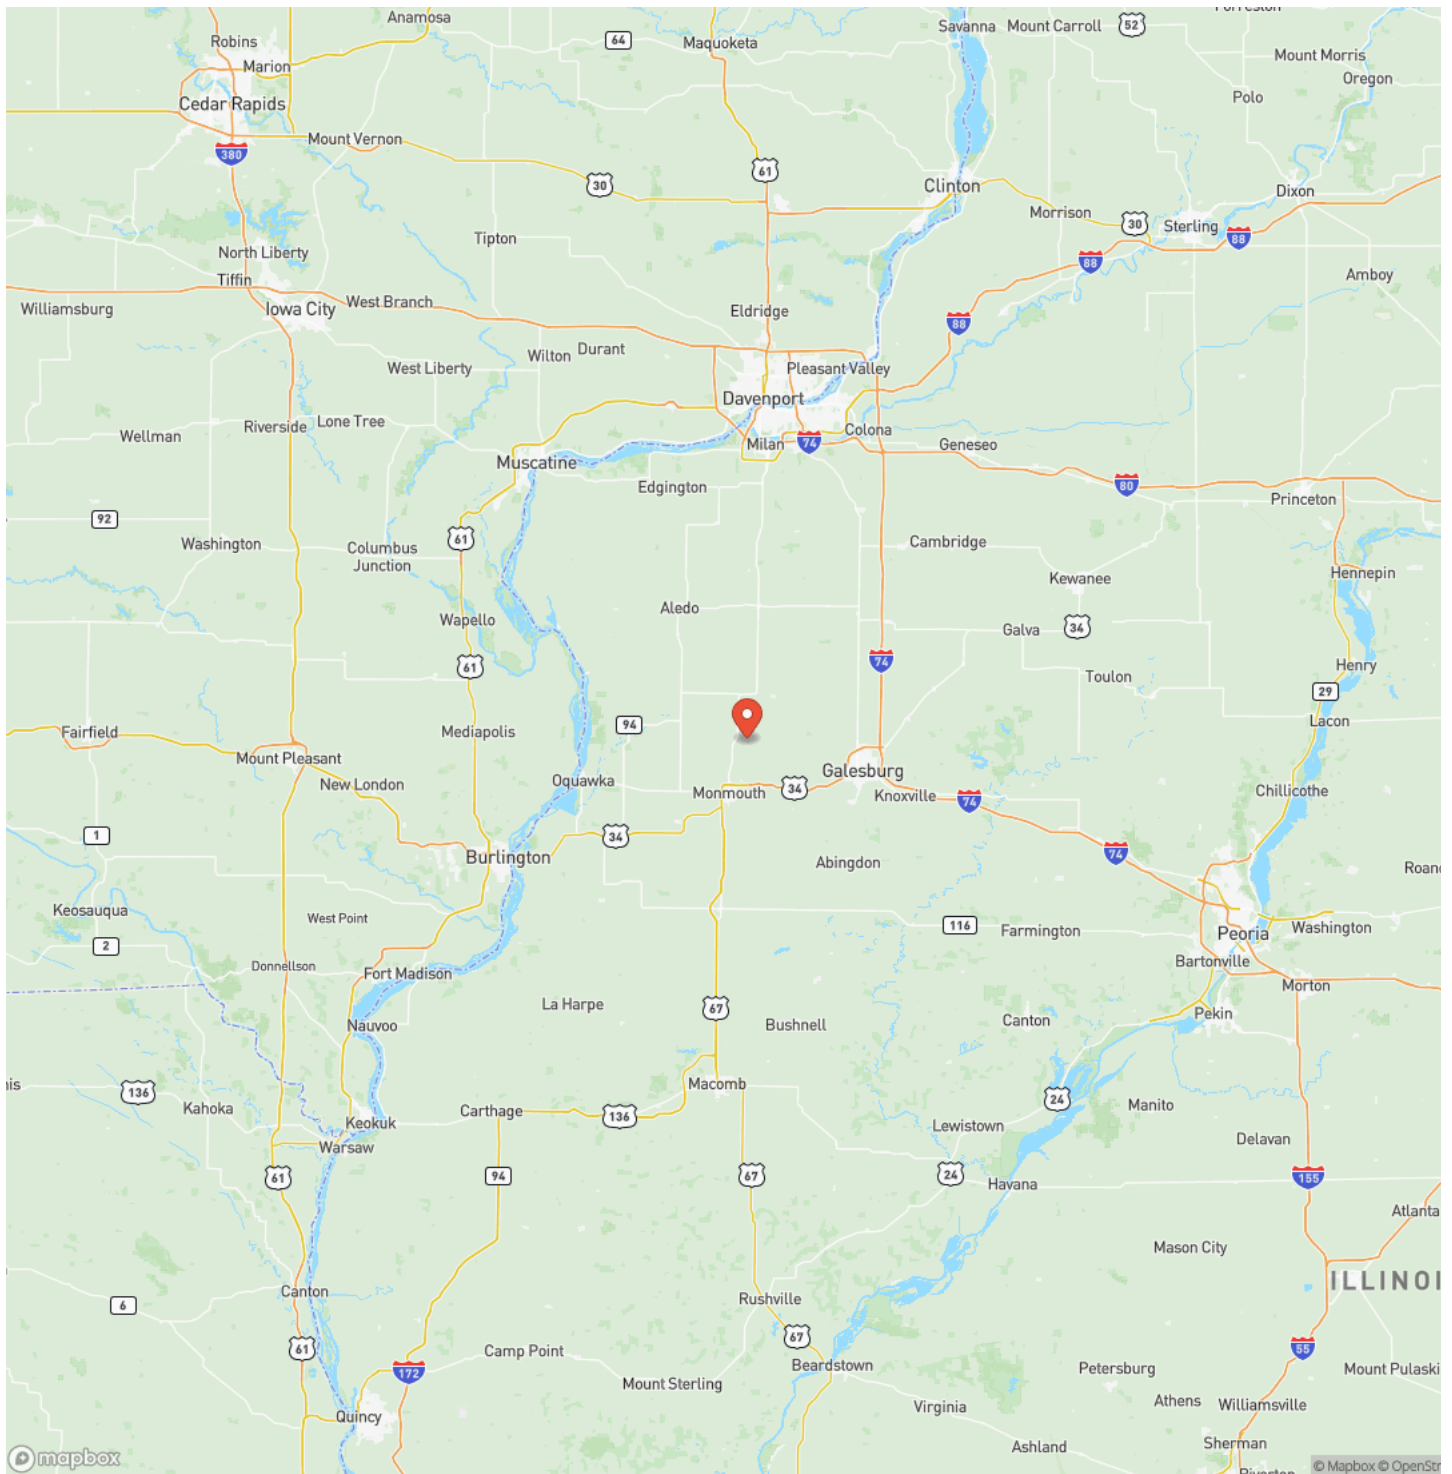 Anamosa
Savanna
Mount Carroll
52
Robins
64
Maquoketa
Marion
Mount Morris
Oregon
Cedar Rapids
Polo
Mount Vernon
380
61
30
Clinton
Dixon
Morrison
30
Sterling
88
North Liberty
Tipton
88
Tiffin
Amboy
Williamsburg
Iowa City
West Branch
Eldridge
88
Wilton
Durant
West Liberty
Pleasant Valley
Davenport
Wellman
Riverside
Lone Tree
Colona
Milan
74
Geneseo
Muscatine
Edgington
80
Princeton
92
61
Washington
Columbus
Junction
Cambridge
Hennepin
Kewanee
Aledo
Wapello
Galva
34
61
74
Henry
Toulon
29
Fairfield
Mediapolis
94
Lacon
Mount Pleasant
New London
Oquawka
Galesburg
Monmouth
34
Knoxville
74
Chillicothe
1
34
Burlington
Abingdon
74
Roan
Keosauqua
West Point
116
Farmington
Washington
2
Peoria
Donnellson
Fort Madison
Bartonville
Morton
La Harpe
67
Nauvoo
Bushnell
Canton
Pekin
nis
136
Macomb
24
Kahoka
Keokuk
Carthage
136
Manito
Lewistown
Warsaw
Delavan
61
94
67
24
Havana
155
Atlanta
Mason City
Canton
6
Rushville
ILLINOI
61
67
55
Camp Point
Beardstown
172
Mount Sterling
Petersburg
Mount Pulaski
Quincy
Virginia
Athens
Williamsville
Ashland
Sherman
mapbox
© Mapbox © OpenStr